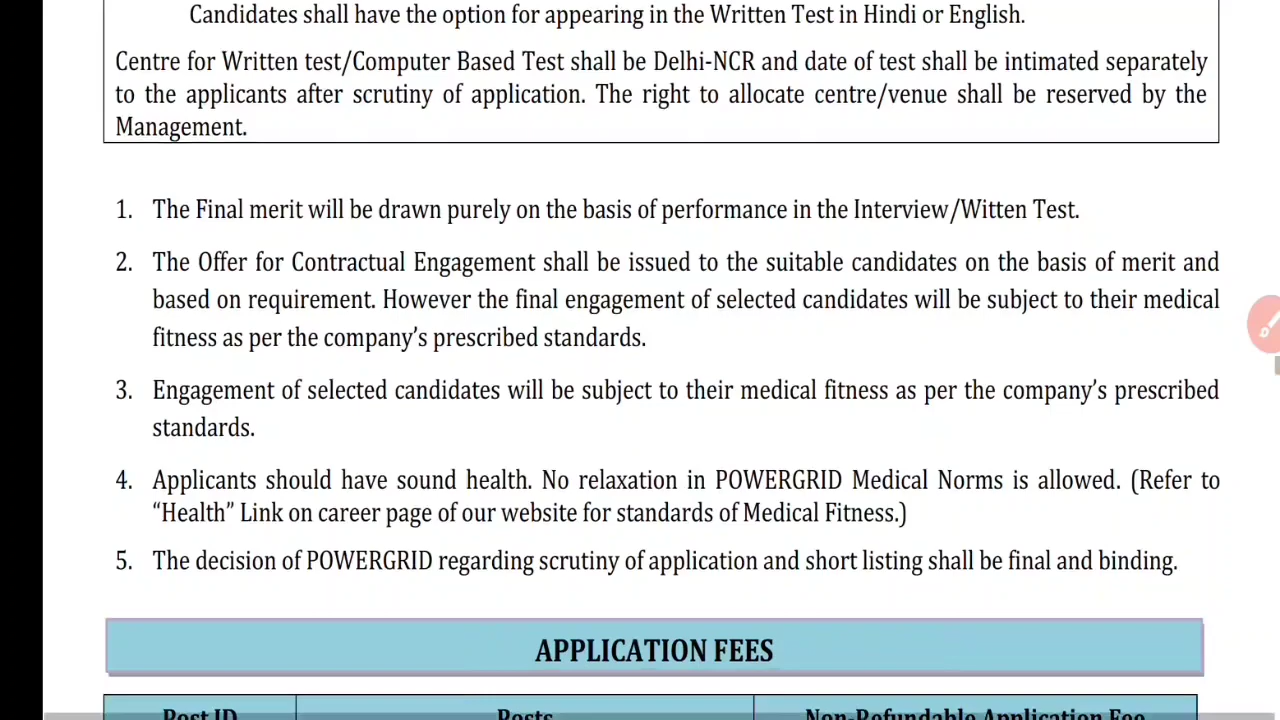 Candidates shall have the option for appearing in the Written Test in Hindi or English.
Centre for Written test/Computer Based Test shall be Delhi-NCR and date of test shall be intimated separately
to the applicants after scrutiny of application. The right to allocate centre/venue shall be reserved by the
Management.
1. The Final merit will be drawn purely on the basis of performance in the Interview/Witten Test.
2. The Offer for Contractual Engagement shall be issued to the suitable candidates on the basis of merit and
based on requirement. However the final engagement of selected candidates will be subject to their medical
fitness as per the company’s prescribed standards.
3. Engagement of selected candidates will be subject to their medical fitness as per the company’s prescribed
standards.
4. Applicants should have sound health. No relaxation in POWERGRID Medical Norms is allowed. (Refer to
“Health” Link on career page of our website for standards of Medical Fitness.)
5. The decision of POWERGRID regarding scrutiny of application and short listing shall be final and binding.
APPLICATION FEES
Post ID Posts Non-Refundable Application Fee